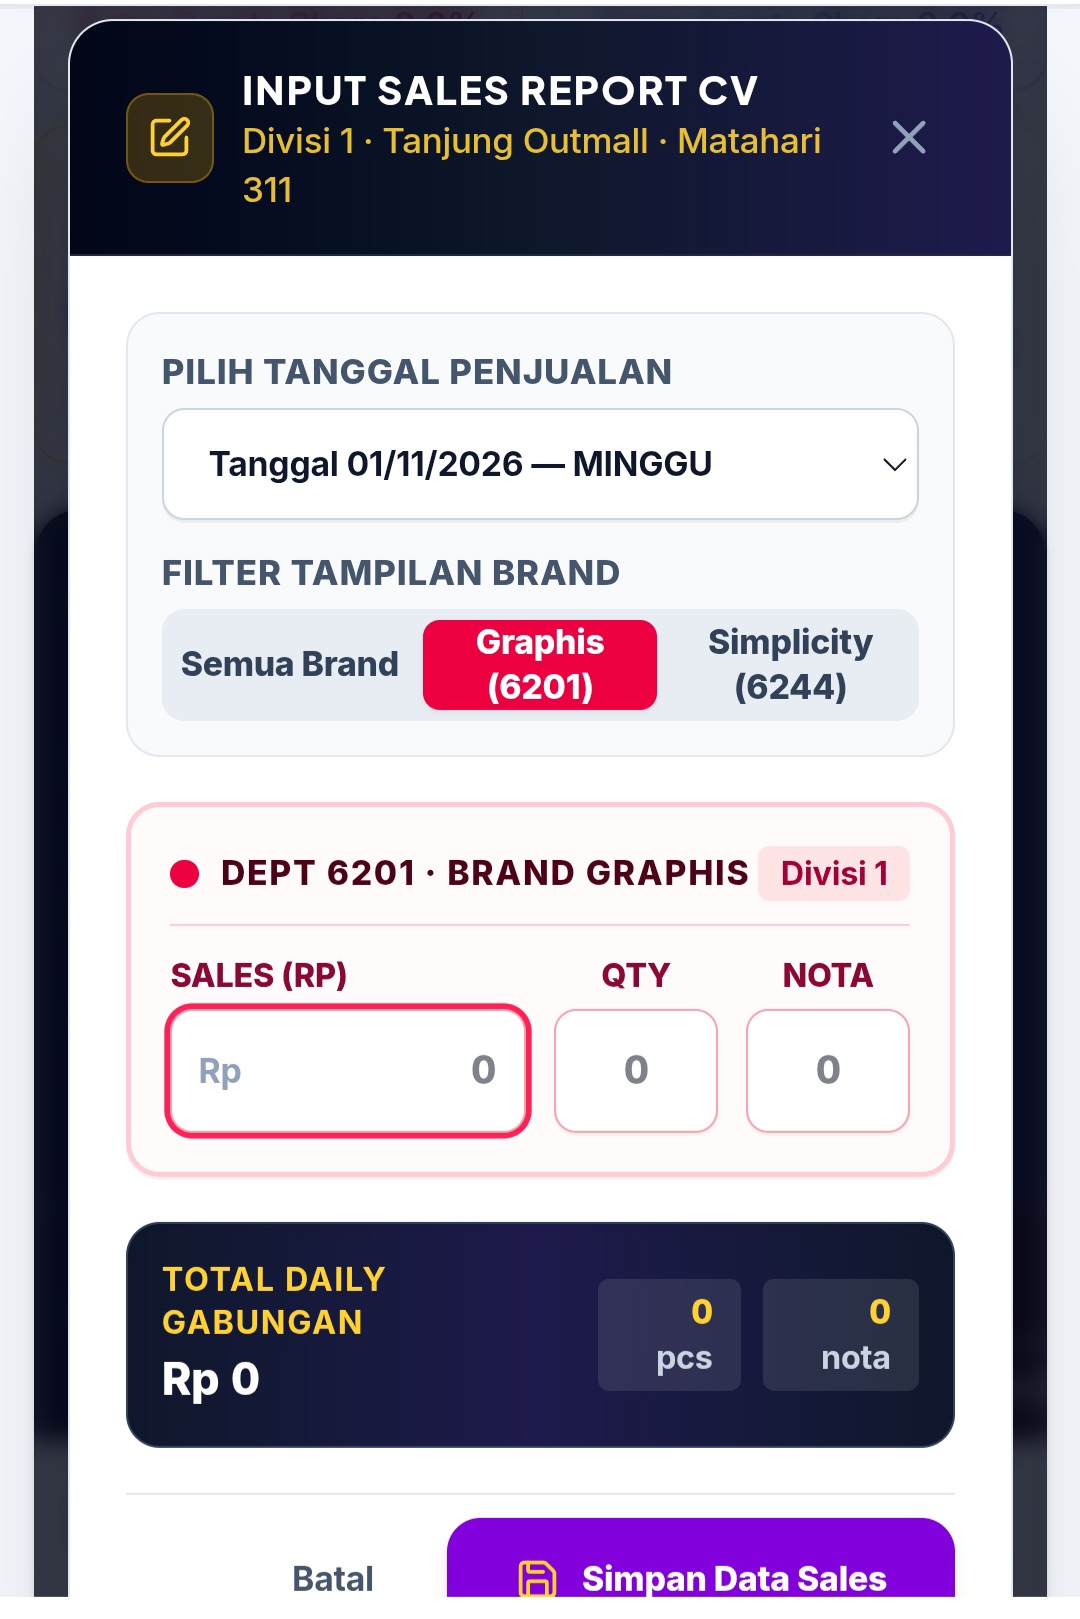 INPUT SALES REPORT CV
Divisi 1 · Tanjung Outmall · Matahari
311
PILIH TANGGAL PENJUALAN
Tanggal 01/11/2026 — MINGGU
FILTER TAMPILAN BRAND
Semua Brand
Graphis
(6201)
Simplicity
(6244)
DEPT 6201 · BRAND GRAPHIS
Divisi 1
SALES (RP)
QTY
NOTA
Rp 0
0
0
TOTAL DAILY
GABUNGAN
Rp 0
0
pcs
0
nota
Batal
Simpan Data Sales